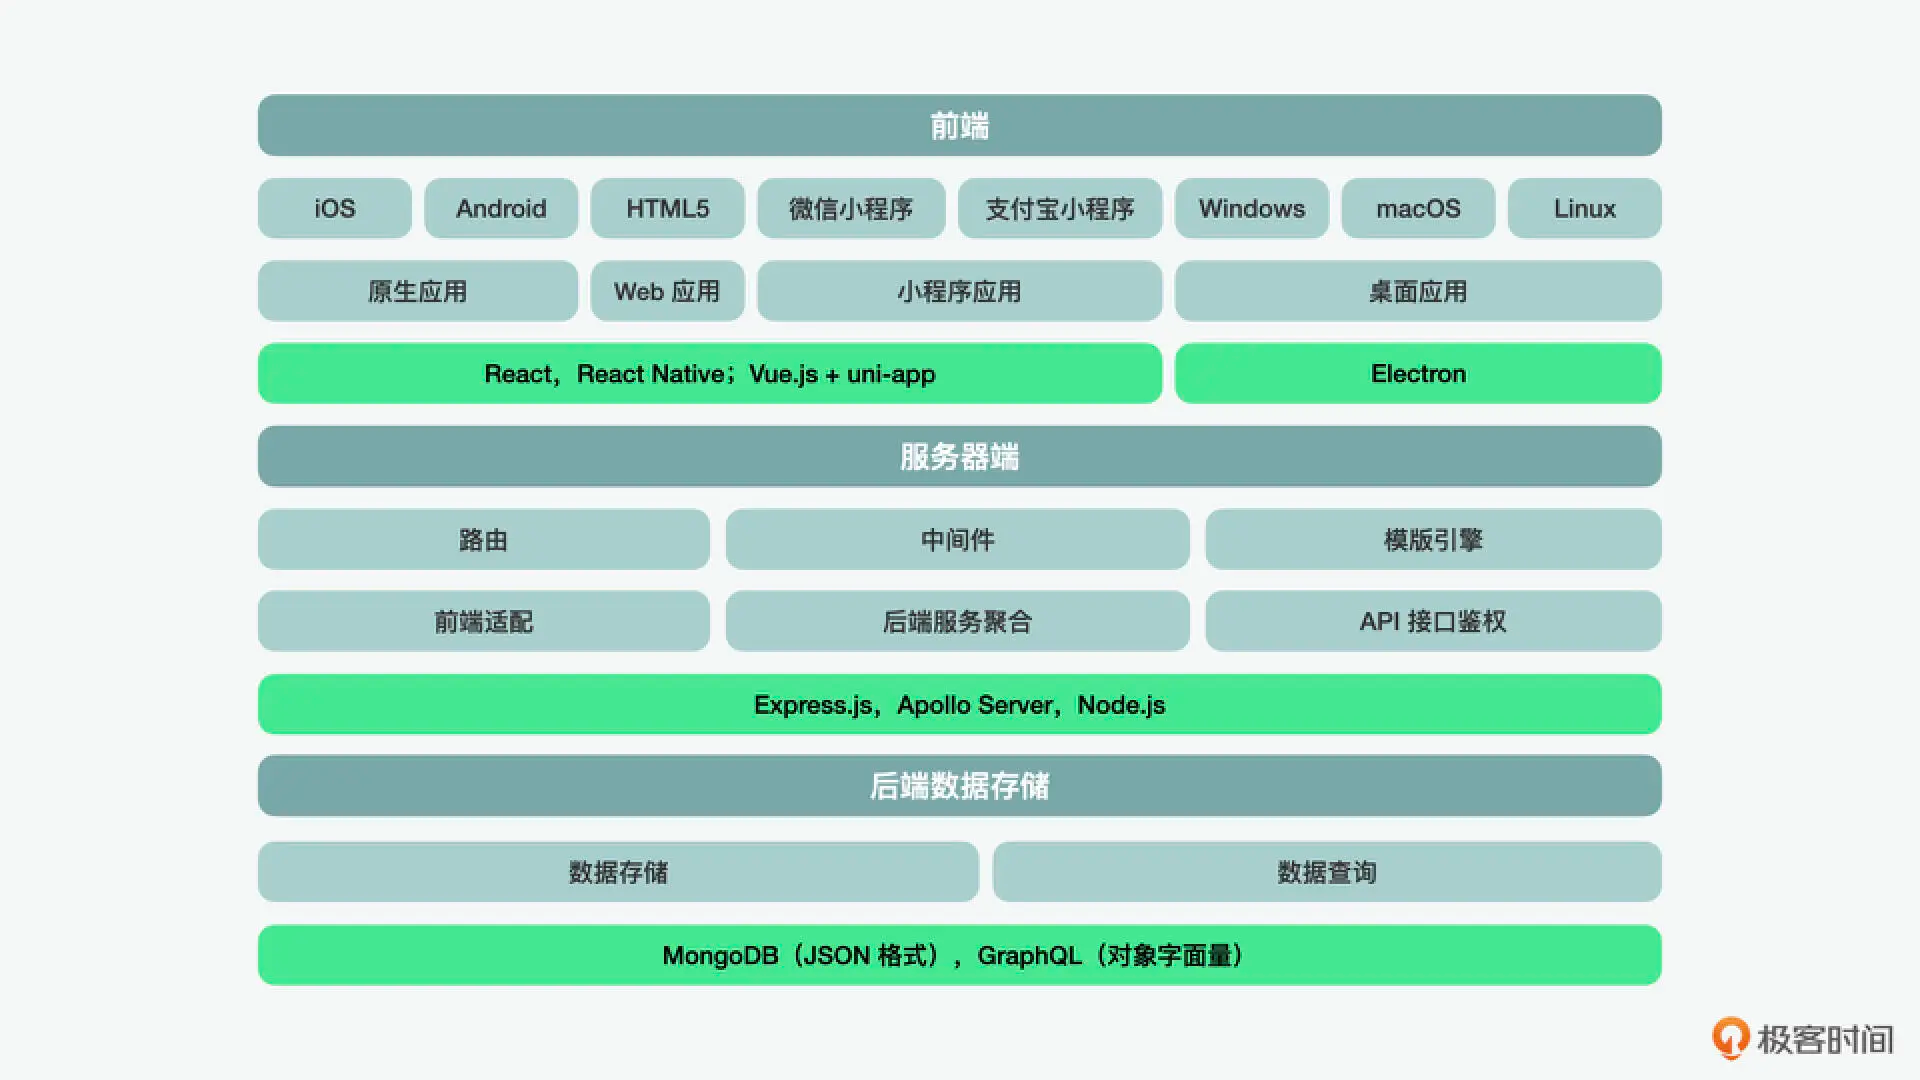 前端
iOS
Android
HTML5
微信小程序
支付宝小程序
Windows
macOS
Linux
原生应用
Web 应用
小程序应用
桌面应用
React，React Native；Vue.js + uni-app
Electron
服务器端
路由
中间件
模版引擎
前端适配
后端服务聚合
API 接口鉴权
Express.js，Apollo Server，Node.js
后端数据存储
数据存储
数据查询
MongoDB（JSON 格式），GraphQL（对象字面量）
极客时间